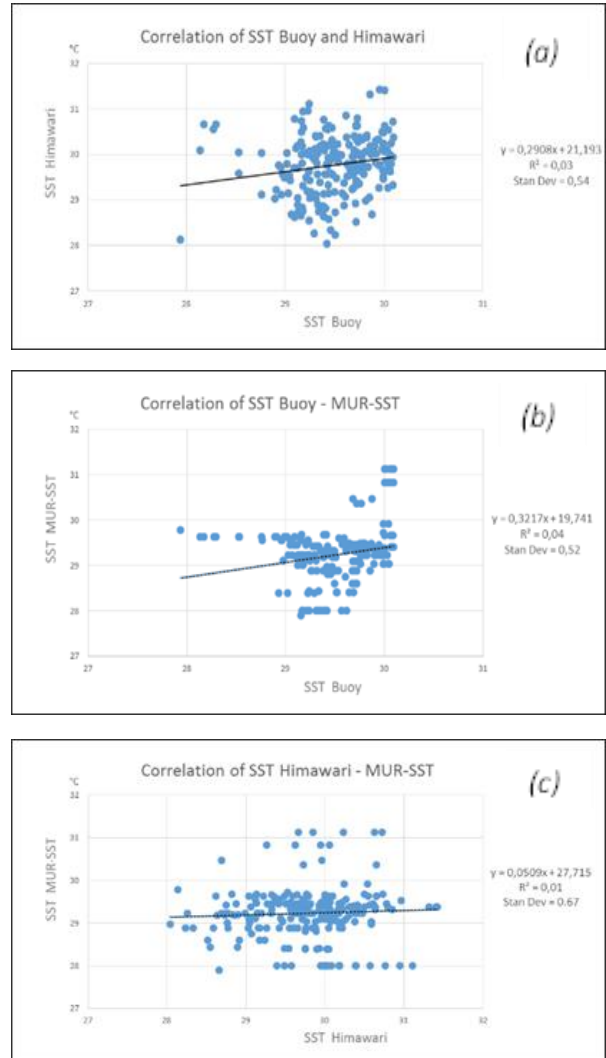 Correlation of SST Buoy and Himawari
(a)
°C
32
31
30
29
28
27
SST Himawari
27 28 29 30 31
SST Buoy
y = 0,2908x + 21,193
R² = 0,03
Stan Dev = 0,54
Correlation of SST Buoy - MUR-SST
(b)
°C
32
31
30
29
28
27
SST MUR-SST
27 28 29 30 31
SST Buoy
y = 0,3217x + 19,741
R² = 0,04
Stan Dev = 0,52
Correlation of SST Himawari - MUR-SST
(c)
°C
32
31
30
29
28
27
SST MUR-SST
27 28 29 30 31 32
SST Himawari
y = 0,0509x + 27,715
R² = 0,01
Stan Dev = 0.67